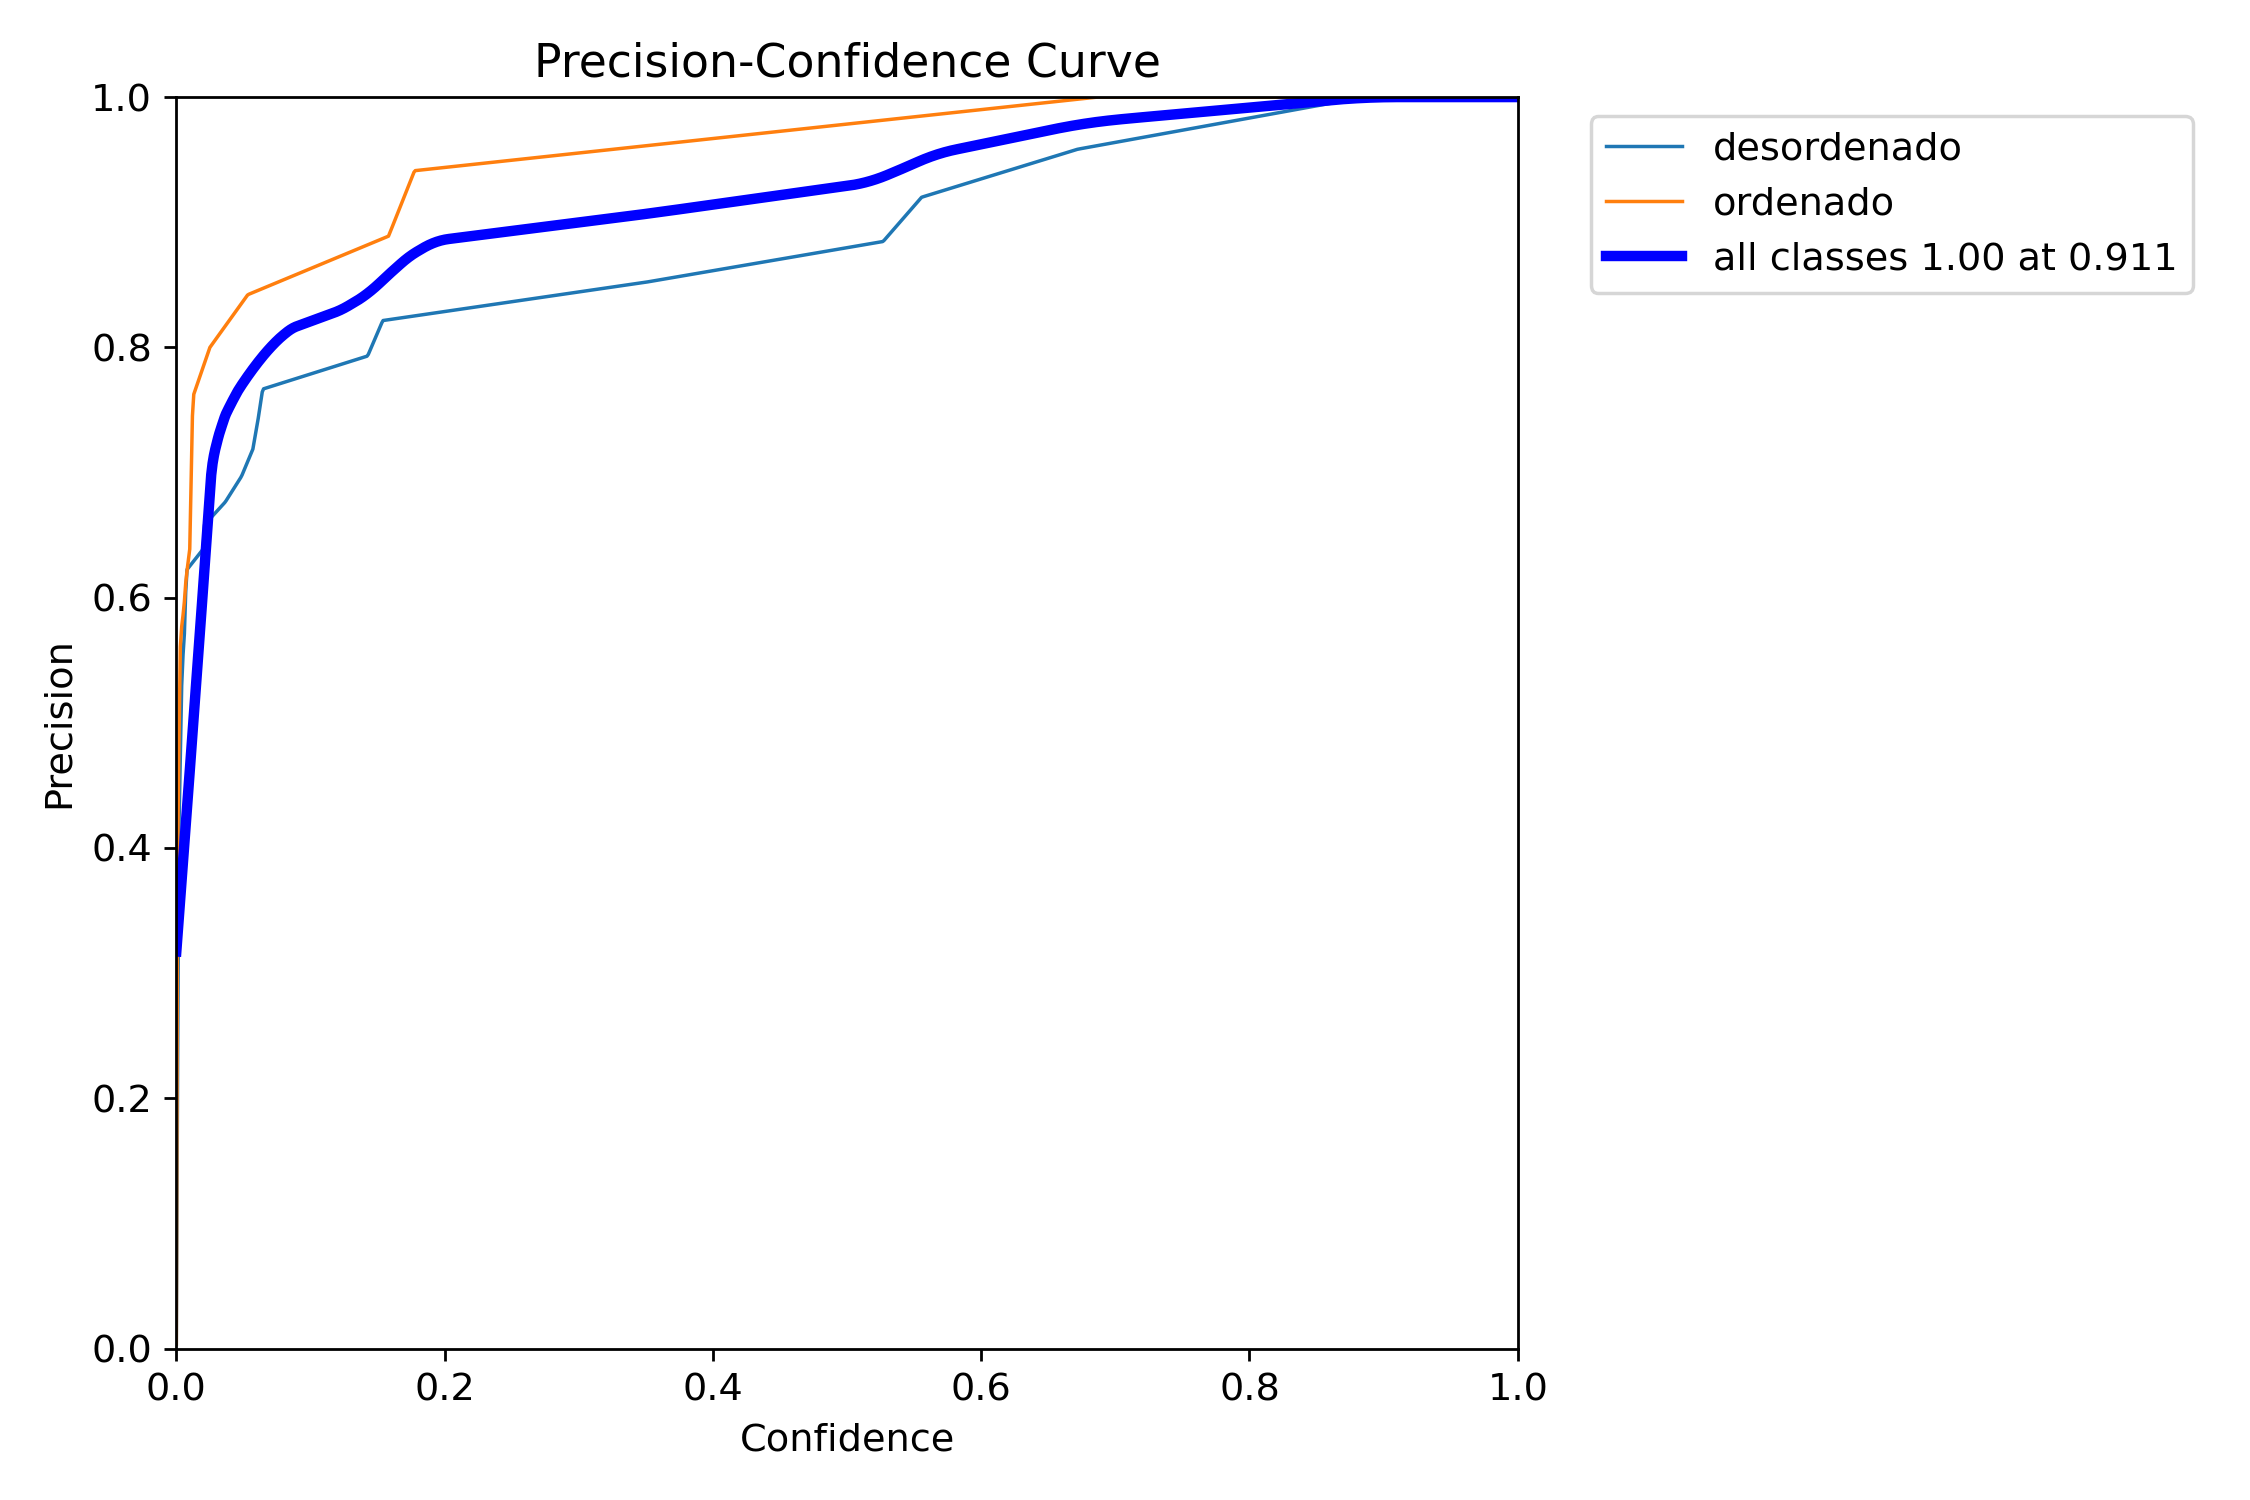 Precision-Confidence Curve
1.0
0.8
0.6
0.4
0.2
0.0
Precision
0.0 0.2 0.4 0.6 0.8 1.0
Confidence
desordenado
ordenado
all classes 1.00 at 0.911